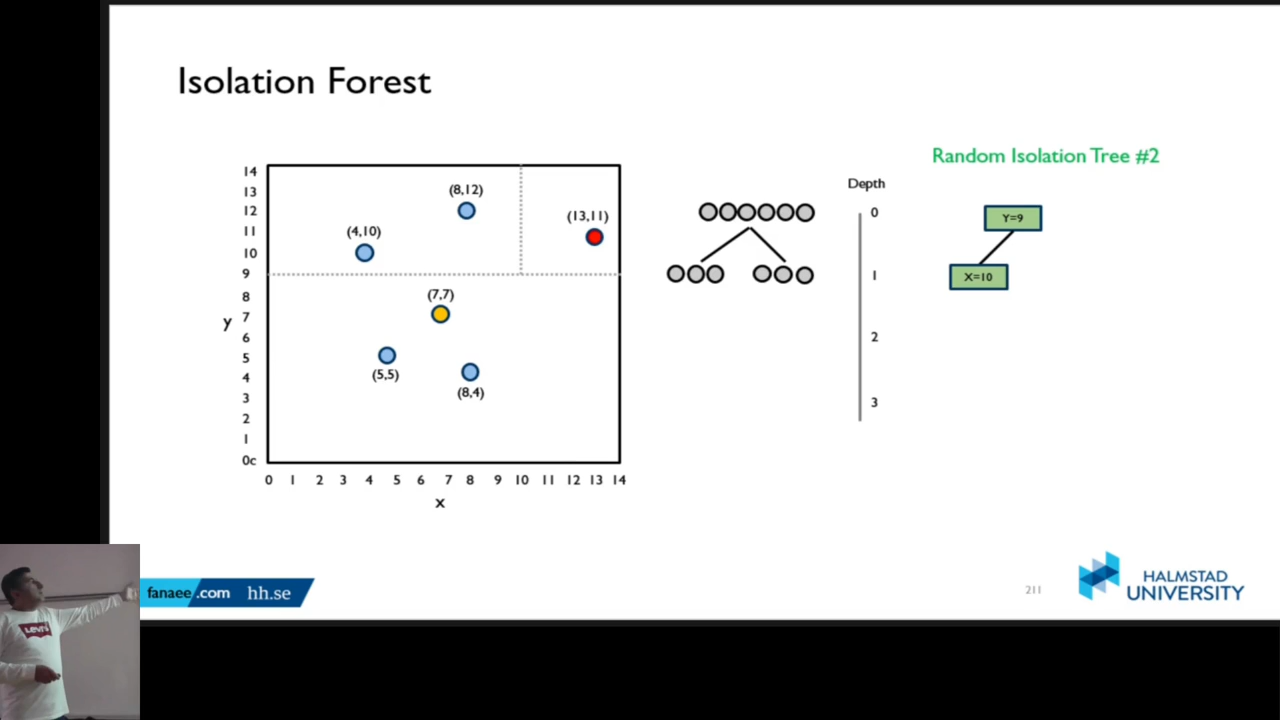 Isolation Forest
Random Isolation Tree #2
14
13
12
11
10
9
8
7
6
5
4
3
2
1
0c
y
0 1 2 3 4 5 6 7 8 9 10 11 12 13 14
x
(8,12)
(13,11)
(4,10)
(7,7)
(5,5)
(8,4)
Depth
0
1
2
3
Y=9
X=10
Levi's
fanaee.com hh.se
211
HALMSTAD
UNIVERSITY